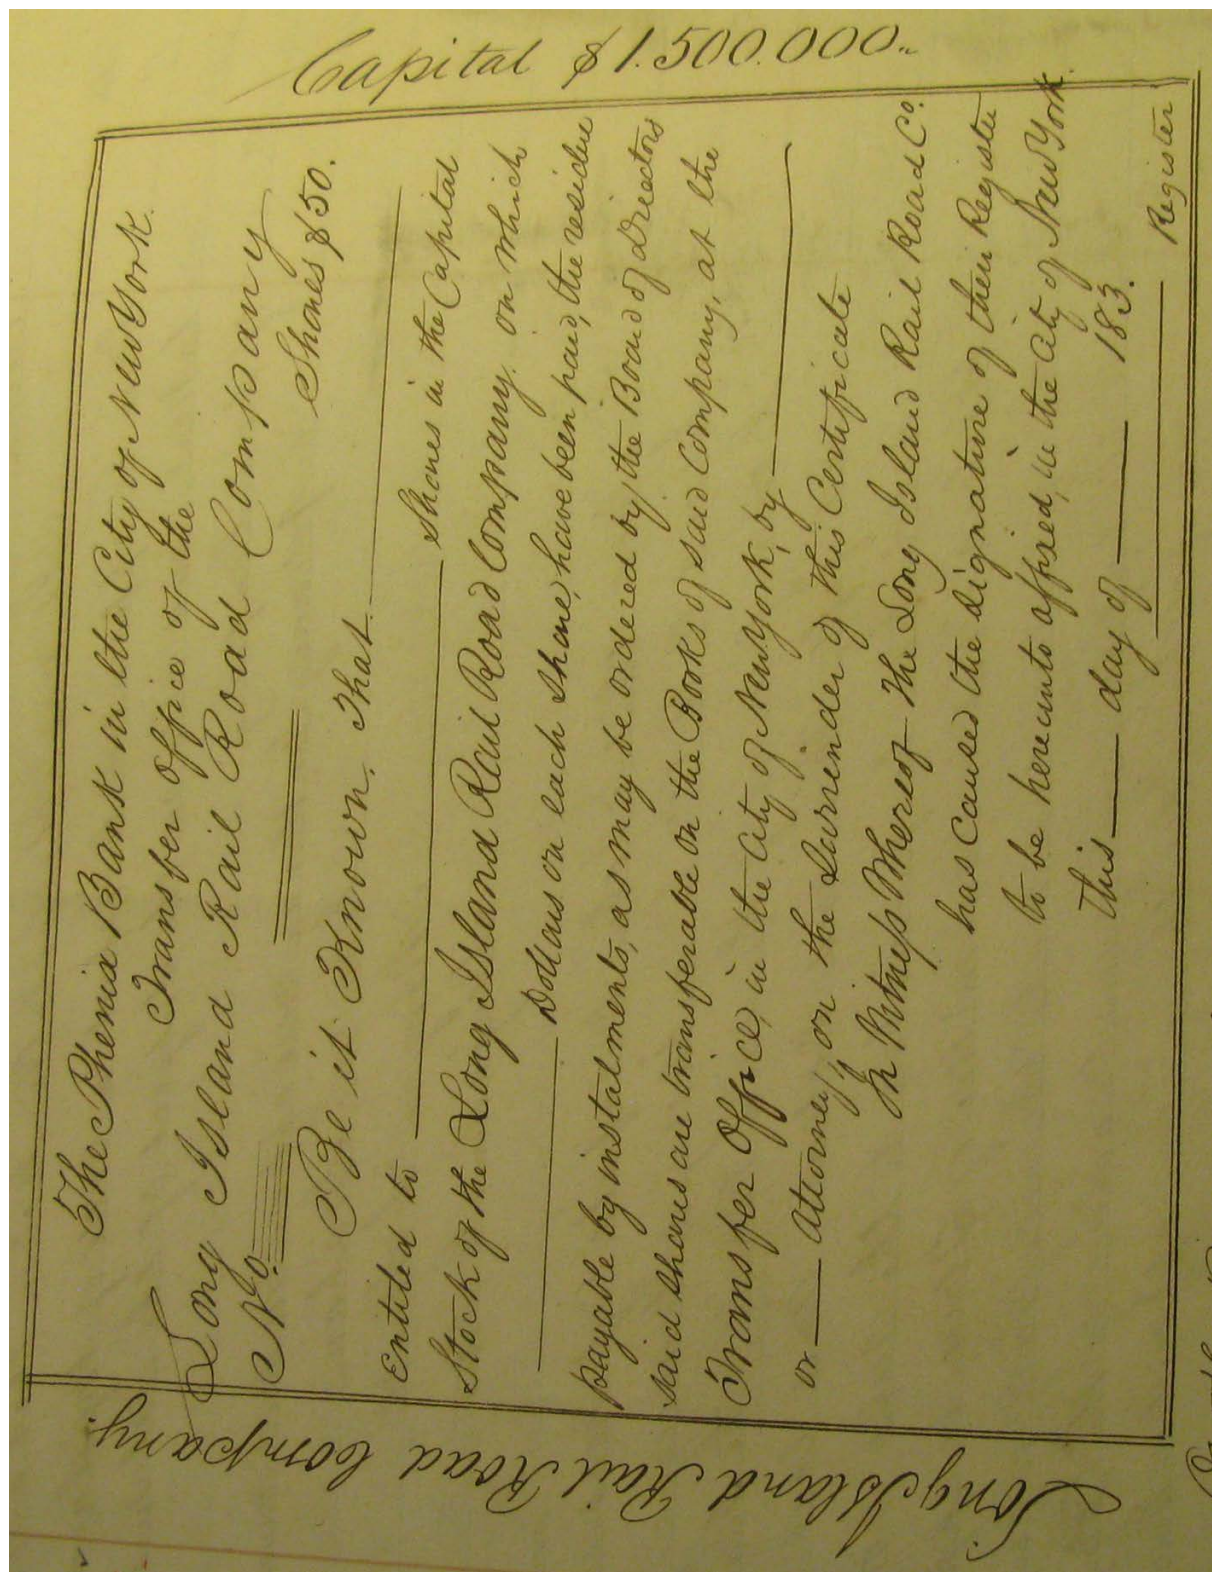 Capital $1.500.000.
Long Island Rail Road Company.
The Phenix Bank in the City of New York.
Transfer Office of the
Long Island Rail Road Company
No. Shares $50.
Be it Known. That
Entitled to Shares in the Capital
Stock of the Long Island Rail Road Company. on which
Dollars on each Share, have been paid, the residue
payable by instalments, as may be ordered by the Board of Directors
said shares are transferable on the Books of said Company, at the
Transfer Office, in the City of New York, by
or Attorney, on the Surrender of this Certificate
In Witness Whereof The Long Island Rail Road Co.
has caused the signature of their Register
to be hereunto affixed, in the City of New York.
this day of 183.
Register